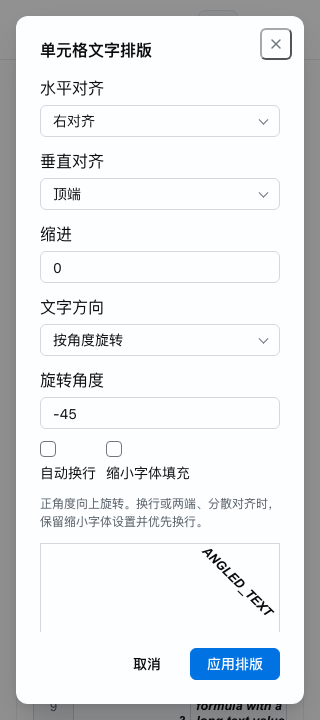 单元格文字排版
水平对齐
右对齐
垂直对齐
顶端
缩进
0
文字方向
按角度旋转
旋转角度
-45
自动换行 缩小字体填充
正角度向上旋转。换行或两端、分散对齐时，
保留缩小字体设置并优先换行。
ANGLED_TEXT
取消 应用排版
9
formula with a